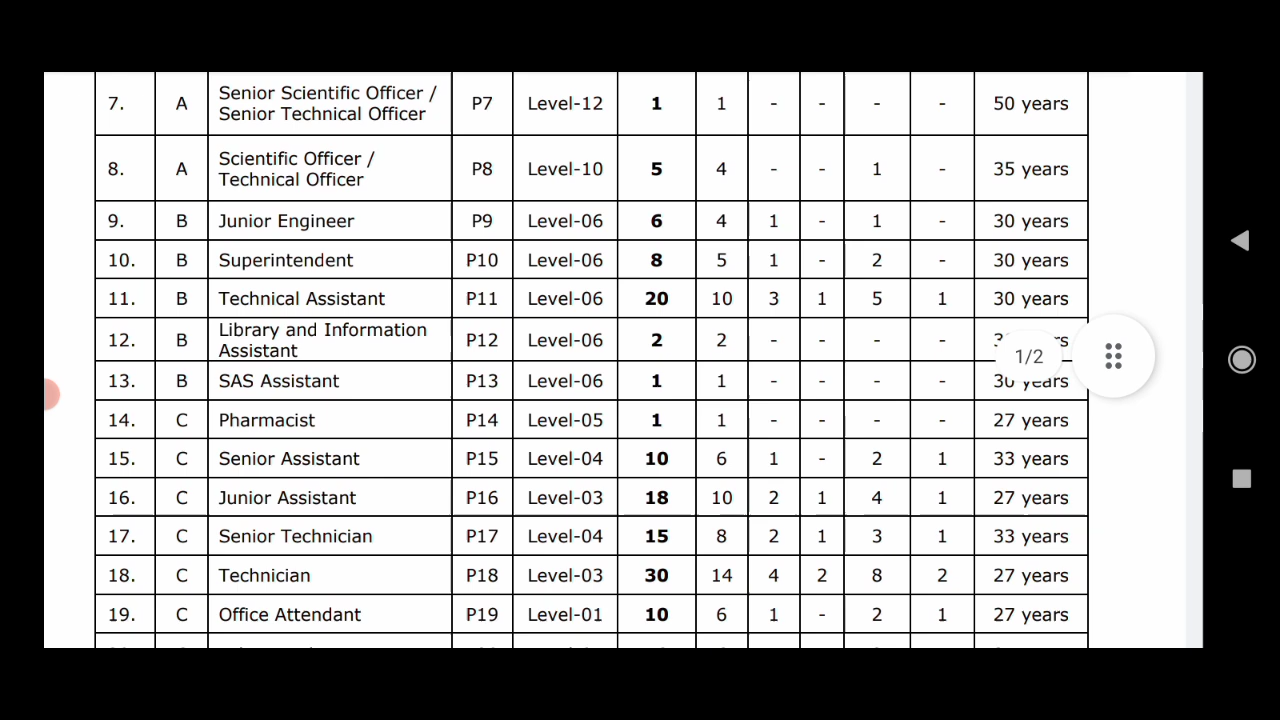 7. A Senior Scientific Officer / Senior Technical Officer P7 Level-12 1 1 - - - - 50 years
8. A Scientific Officer / Technical Officer P8 Level-10 5 4 - - 1 - 35 years
9. B Junior Engineer P9 Level-06 6 4 1 - 1 - 30 years
10. B Superintendent P10 Level-06 8 5 1 - 2 - 30 years
11. B Technical Assistant P11 Level-06 20 10 3 1 5 1 30 years
12. B Library and Information Assistant P12 Level-06 2 2 - - - -
13. B SAS Assistant P13 Level-06 1 1 - - - - 30 years
14. C Pharmacist P14 Level-05 1 1 - - - - 27 years
15. C Senior Assistant P15 Level-04 10 6 1 - 2 1 33 years
16. C Junior Assistant P16 Level-03 18 10 2 1 4 1 27 years
17. C Senior Technician P17 Level-04 15 8 2 1 3 1 33 years
18. C Technician P18 Level-03 30 14 4 2 8 2 27 years
19. C Office Attendant P19 Level-01 10 6 1 - 2 1 27 years
1/2